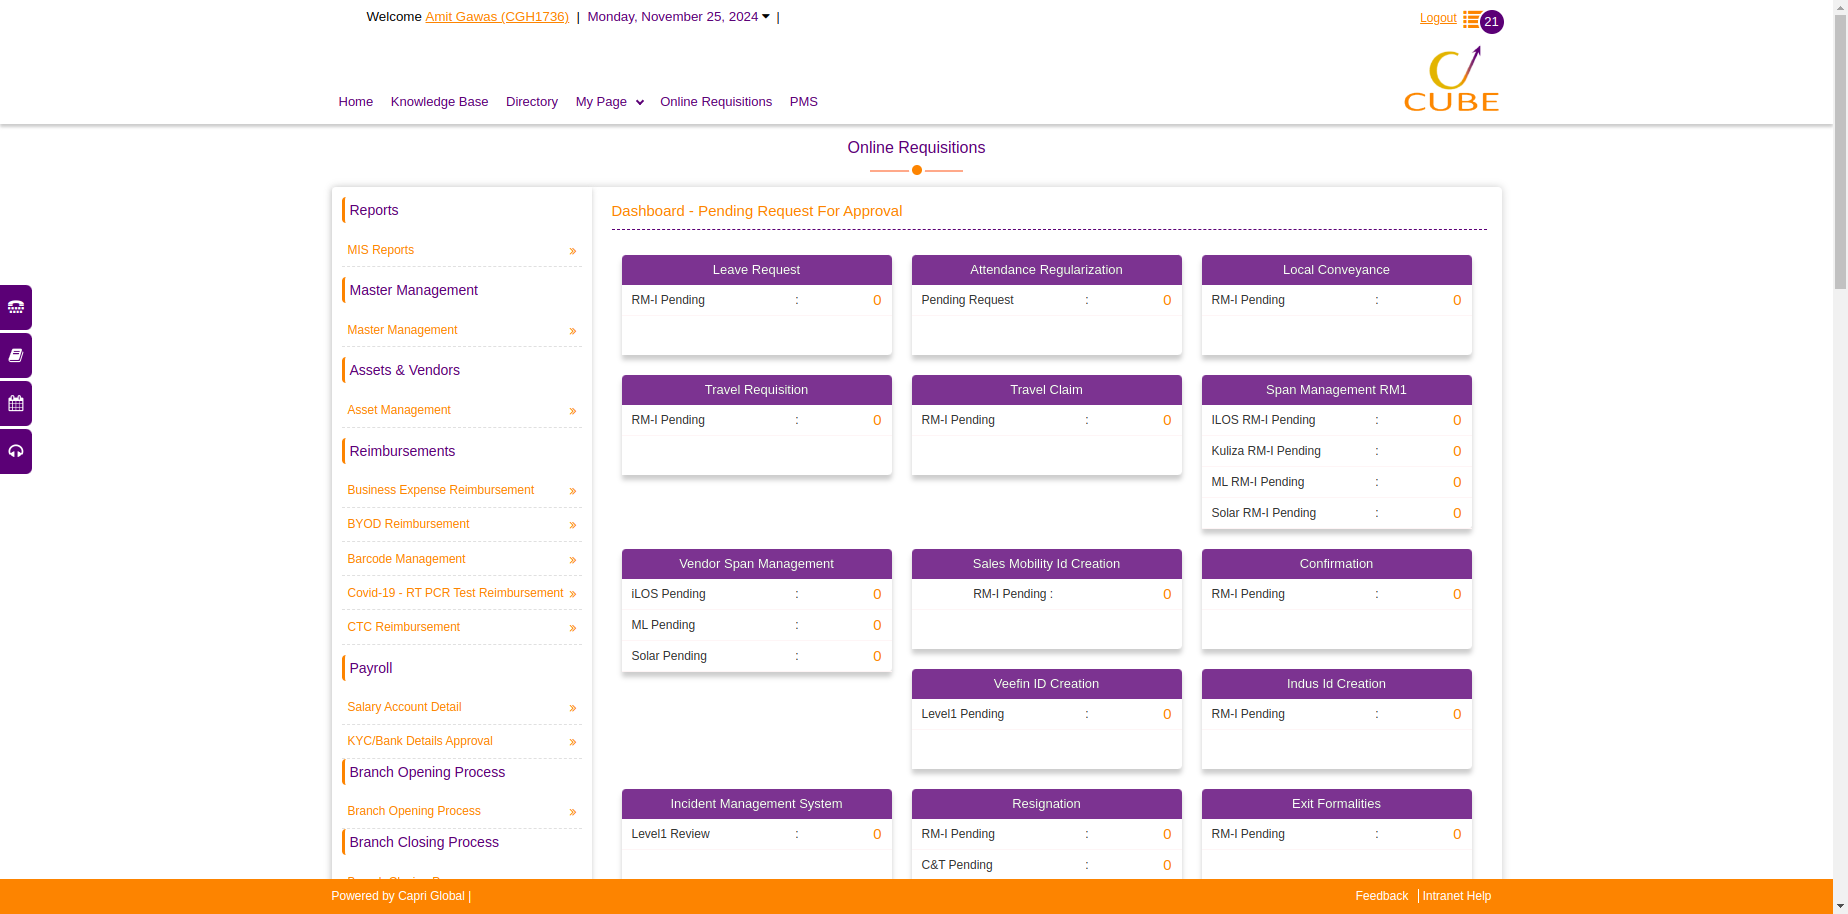 Welcome Amit Gawas (CGH1736) | Monday, November 25, 2024 |
Logout 21
CUBE
Home Knowledge Base Directory My Page Online Requisitions PMS
Online Requisitions
Reports
MIS Reports
Master Management
Master Management
Assets & Vendors
Asset Management
Reimbursements
Business Expense Reimbursement
BYOD Reimbursement
Barcode Management
Covid-19 - RT PCR Test Reimbursement
CTC Reimbursement
Payroll
Salary Account Detail
KYC/Bank Details Approval
Branch Opening Process
Branch Opening Process
Branch Closing Process
Dashboard - Pending Request For Approval
Leave Request
RM-I Pending : 0
Attendance Regularization
Pending Request : 0
Local Conveyance
RM-I Pending : 0
Travel Requisition
RM-I Pending : 0
Travel Claim
RM-I Pending : 0
Span Management RM1
ILOS RM-I Pending : 0
Kuliza RM-I Pending : 0
ML RM-I Pending : 0
Solar RM-I Pending : 0
Vendor Span Management
iLOS Pending : 0
ML Pending : 0
Solar Pending : 0
Sales Mobility Id Creation
RM-I Pending : 0
Confirmation
RM-I Pending : 0
Veefin ID Creation
Level1 Pending : 0
Indus Id Creation
RM-I Pending : 0
Incident Management System
Level1 Review : 0
Resignation
RM-I Pending : 0
C&T Pending : 0
Exit Formalities
RM-I Pending : 0
Powered by Capri Global |
Feedback | Intranet Help